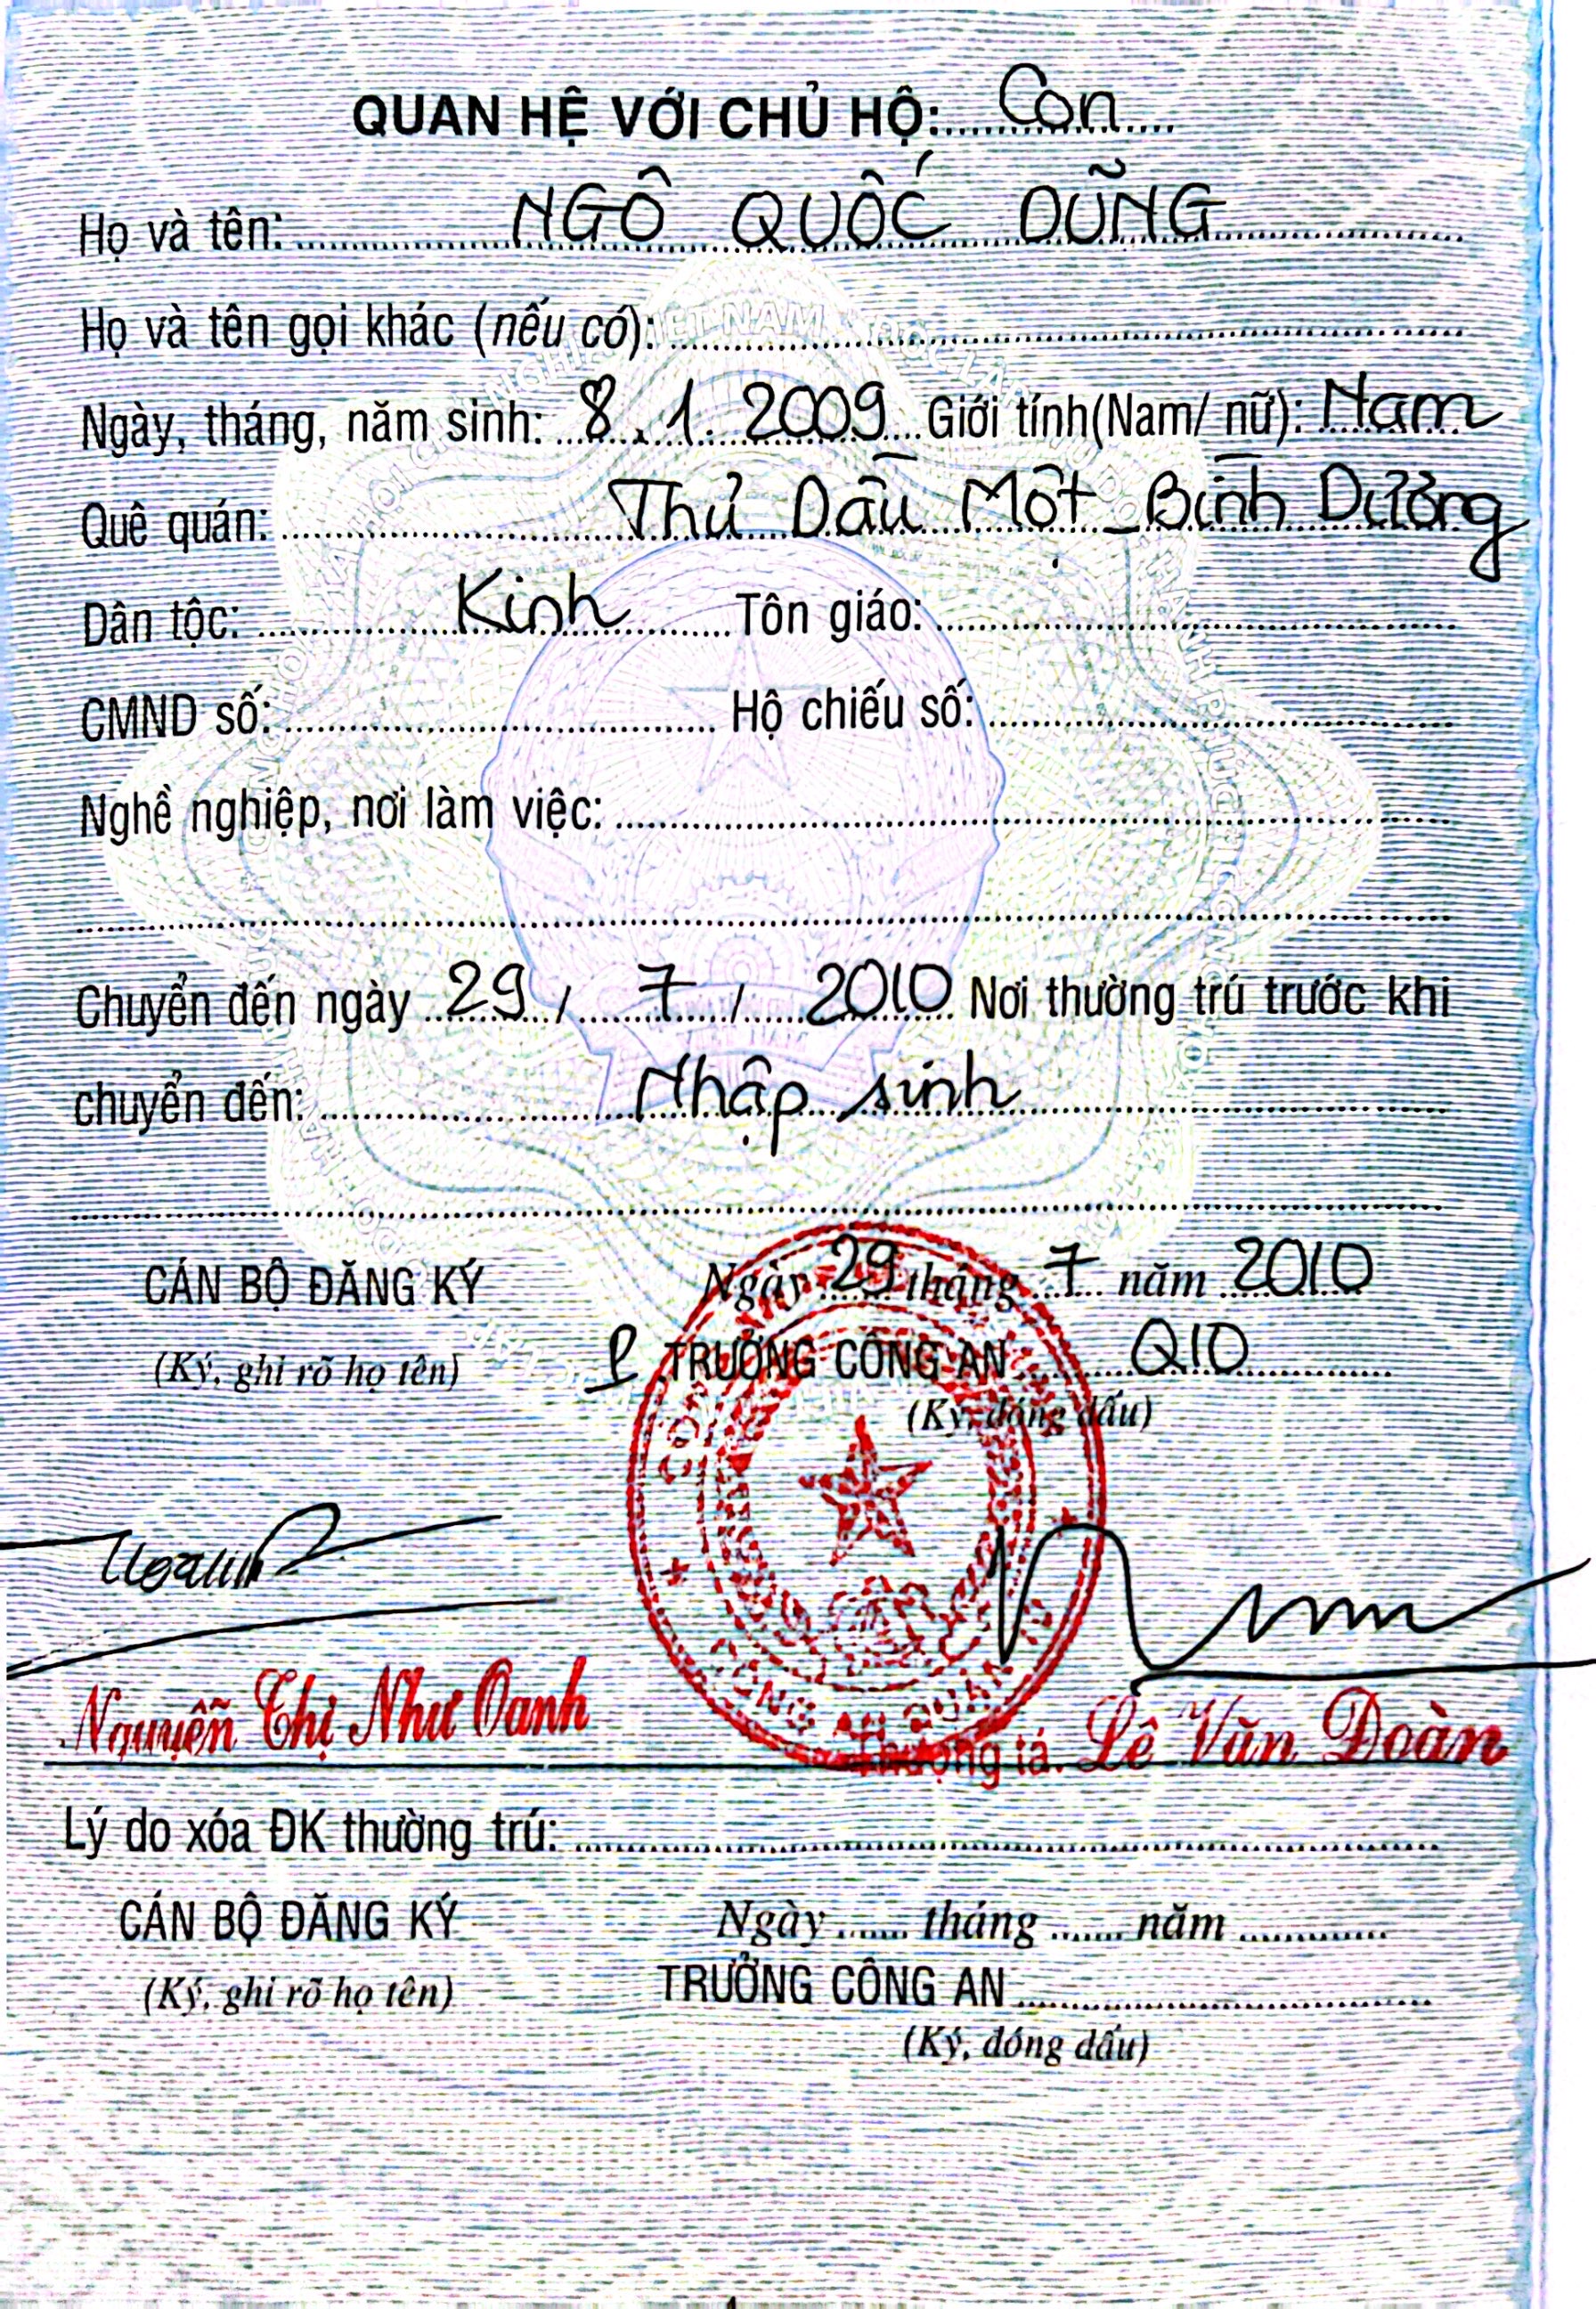 QUAN HỆ VỚI CHỦ HỘ: Con
Họ và tên: NGÔ QUỐC DŨNG
Họ và tên gọi khác (nếu có):
Ngày, tháng, năm sinh: 8.1.2009 Giới tính(Nam/ nữ): Nam
Quê quán: Thủ Dầu Một - Bình Dương
Dân tộc: Kinh Tôn giáo:
CMND số: Hộ chiếu số:
Nghề nghiệp, nơi làm việc:
Chuyển đến ngày 29 / 7 / 2010 Nơi thường trú trước khi
chuyển đến: Nhập sinh
CÁN BỘ ĐĂNG KÝ Ngày 29 tháng 7 năm 2010
(Ký, ghi rõ họ tên) P TRƯỞNG CÔNG AN Q10
(Ký, đóng dấu)
CÔNG AN QUẬN
Nguyễn Thị Như Oanh Thượng tá. Lê Văn Đoàn
Lý do xóa ĐK thường trú:
CÁN BỘ ĐĂNG KÝ Ngày ...... tháng ...... năm ............
(Ký, ghi rõ họ tên) TRƯỞNG CÔNG AN
(Ký, đóng dấu)